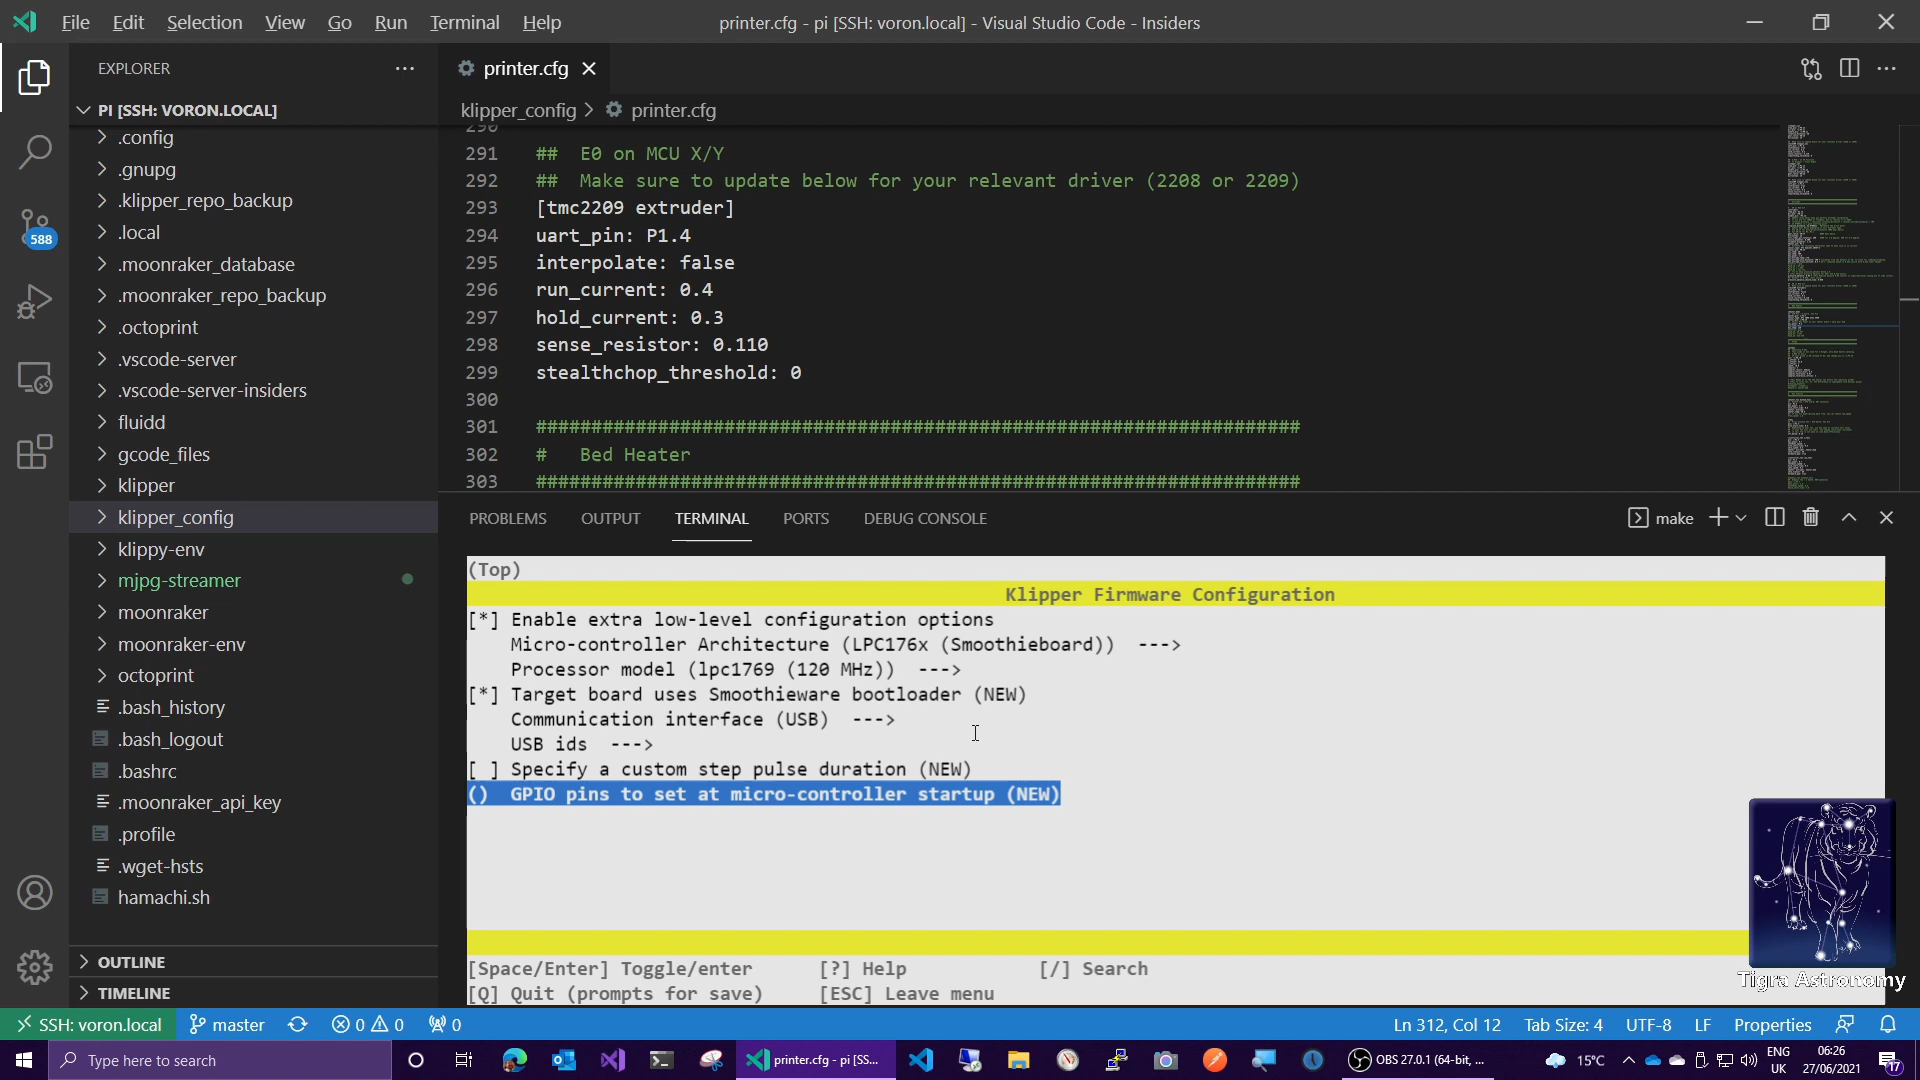 File Edit Selection View Go Run Terminal Help
printer.cfg - pi [SSH: voron.local] - Visual Studio Code - Insiders
EXPLORER
PI [SSH: VORON.LOCAL]
.config
.gnupg
.klipper_repo_backup
.local
.moonraker_database
.moonraker_repo_backup
.octoprint
.vscode-server
.vscode-server-insiders
fluidd
gcode_files
klipper
klipper_config
klippy-env
mjpg-streamer
moonraker
moonraker-env
octoprint
.bash_history
.bash_logout
.bashrc
.moonraker_api_key
.profile
.wget-hsts
hamachi.sh
OUTLINE
TIMELINE
588
printer.cfg
klipper_config > printer.cfg
290
291 ## E0 on MCU X/Y
292 ## Make sure to update below for your relevant driver (2208 or 2209)
293 [tmc2209 extruder]
294 uart_pin: P1.4
295 interpolate: false
296 run_current: 0.4
297 hold_current: 0.3
298 sense_resistor: 0.110
299 stealthchop_threshold: 0
300
301 #####################################################################
302 # Bed Heater
303 #####################################################################
PROBLEMS OUTPUT TERMINAL PORTS DEBUG CONSOLE
make
(Top)
Klipper Firmware Configuration
[*] Enable extra low-level configuration options
Micro-controller Architecture (LPC176x (Smoothieboard)) --->
Processor model (lpc1769 (120 MHz)) --->
[*] Target board uses Smoothieware bootloader (NEW)
Communication interface (USB) --->
USB ids --->
[ ] Specify a custom step pulse duration (NEW)
() GPIO pins to set at micro-controller startup (NEW)
[Space/Enter] Toggle/enter [?] Help [/] Search
[Q] Quit (prompts for save) [ESC] Leave menu
Tigra Astronomy
SSH: voron.local master 0 0 0
Ln 312, Col 12 Tab Size: 4 UTF-8 LF Properties
Type here to search
printer.cfg - pi [SS...
OBS 27.0.1 (64-bit, ...
15°C
ENG
UK
06:26
27/06/2021
17